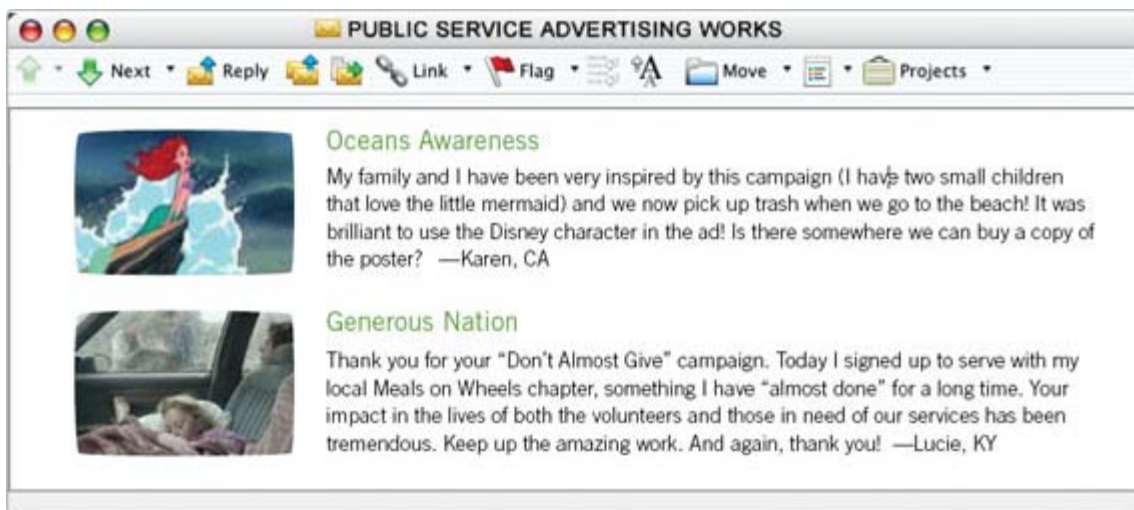 PUBLIC SERVICE ADVERTISING WORKS
Next Reply Link Flag A Move Projects
Oceans Awareness
My family and I have been very inspired by this campaign (I have two small children
that love the little mermaid) and we now pick up trash when we go to the beach! It was
brilliant to use the Disney character in the ad! Is there somewhere we can buy a copy of
the poster? —Karen, CA
Generous Nation
Thank you for your “Don’t Almost Give” campaign. Today I signed up to serve with my
local Meals on Wheels chapter, something I have “almost done” for a long time. Your
impact in the lives of both the volunteers and those in need of our services has been
tremendous. Keep up the amazing work. And again, thank you! —Lucie, KY